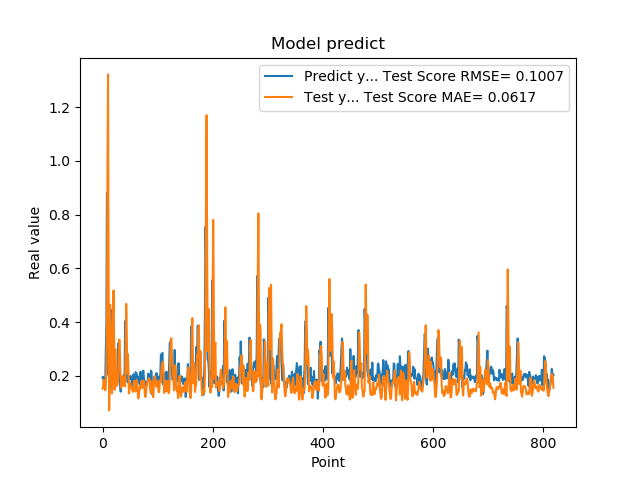 Model predict
Predict y... Test Score RMSE= 0.1007
Test y... Test Score MAE= 0.0617
1.2
1.0
0.8
0.6
0.4
0.2
Real value
0 200 400 600 800
Point